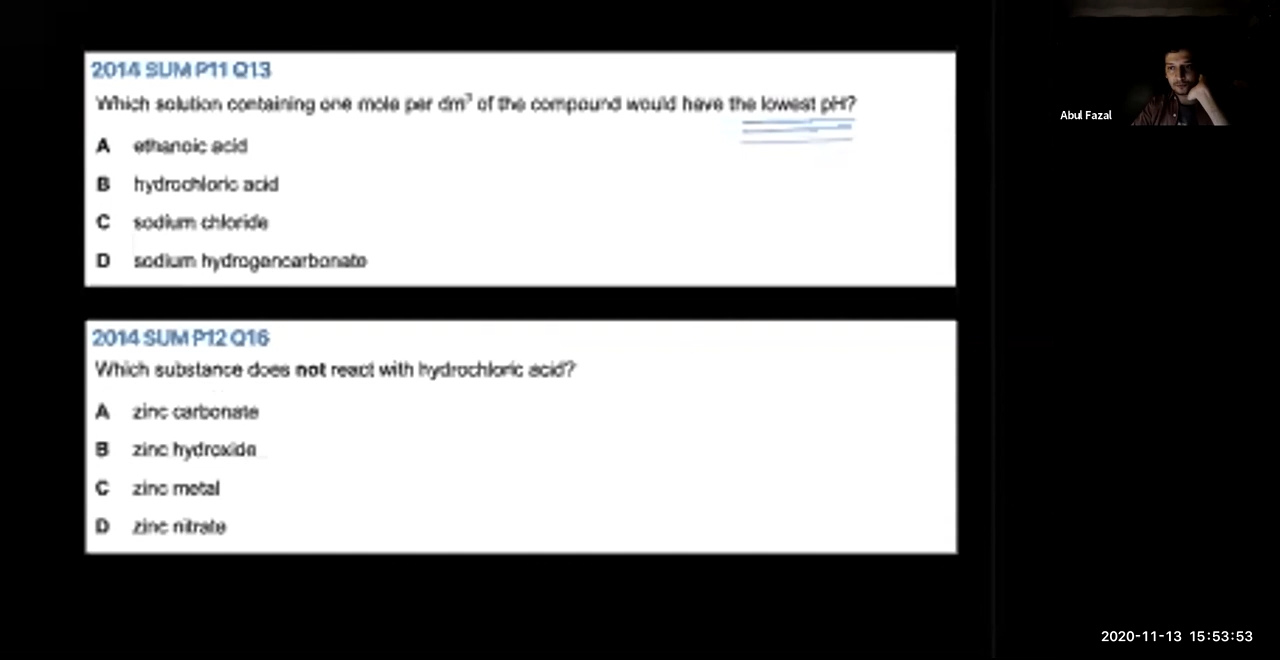 2014 SUM P11 Q13
Which solution containing one mole per dm³ of the compound would have the lowest pH?
A ethanoic acid
B hydrochloric acid
C sodium chloride
D sodium hydrogencarbonate
2014 SUM P12 Q16
Which substance does not react with hydrochloric acid?
A zinc carbonate
B zinc hydroxide
C zinc metal
D zinc nitrate
Abul Fazal
2020-11-13 15:53:53